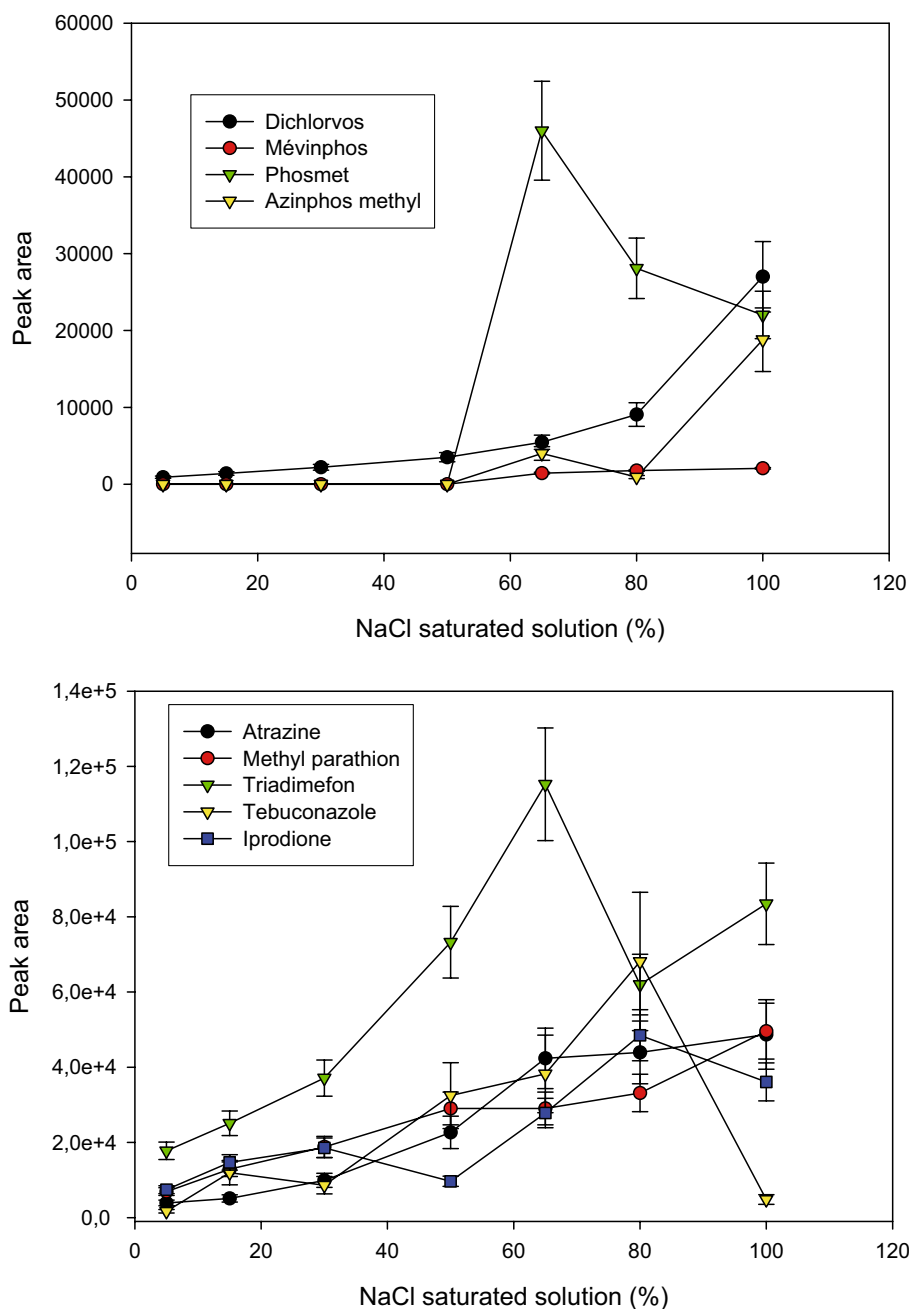 60000
50000
40000
30000
20000
10000
0
Peak area
Dichlorvos
Mévinphos
Phosmet
Azinphos methyl
0 20 40 60 80 100 120
NaCl saturated solution (%)
1,4e+5
1,2e+5
1,0e+5
8,0e+4
6,0e+4
4,0e+4
2,0e+4
0,0
Peak area
Atrazine
Methyl parathion
Triadimefon
Tebuconazole
Iprodione
0 20 40 60 80 100 120
NaCl saturated solution (%)